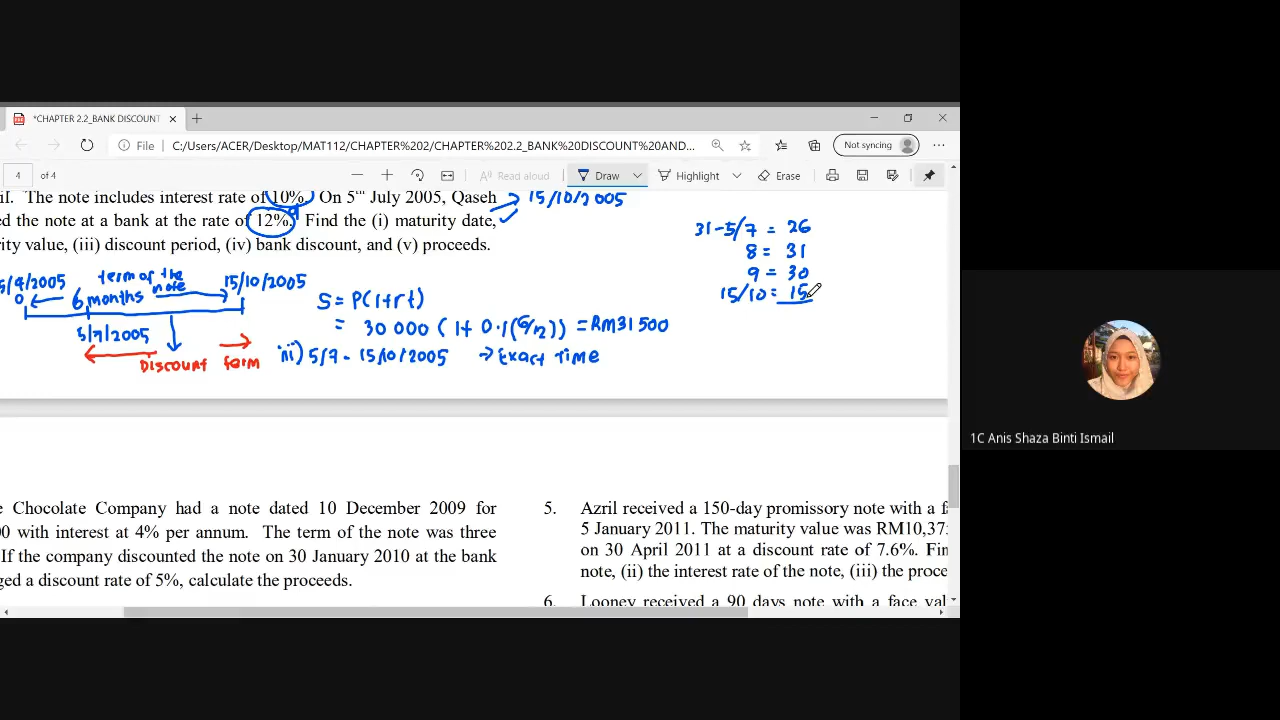 *CHAPTER 2.2_BANK DISCOUNT
File C:/Users/ACER/Desktop/MAT112/CHAPTER%202/CHAPTER%202.2_BANK%20DISCOUNT%20AND... Not syncing
4 of 4 Read aloud Draw Highlight Erase
il. The note includes interest rate of 10%. On 5th July 2005, Qaseh
ed the note at a bank at the rate of 12%. Find the (i) maturity date,
rity value, (iii) discount period, (iv) bank discount, and (v) proceeds.
15/10/2005
31-5/7 = 26
8 = 31
9 = 30
15/10 = 15
5/4/2005
0
term of the note
6 months
15/10/2005
5/7/2005
Discount term
S = P(1+rt)
= 30 000 (1+ 0.1(6/12)) = RM31 500
iii) 5/7 - 15/10/2005 → Exact Time
e Chocolate Company had a note dated 10 December 2009 for
00 with interest at 4% per annum. The term of the note was three
If the company discounted the note on 30 January 2010 at the bank
ged a discount rate of 5%, calculate the proceeds.
5. Azril received a 150-day promissory note with a f
5 January 2011. The maturity value was RM10,37
on 30 April 2011 at a discount rate of 7.6%. Fin
note, (ii) the interest rate of the note, (iii) the proce
6. Looney received a 90 days note with a face val
1C Anis Shaza Binti Ismail